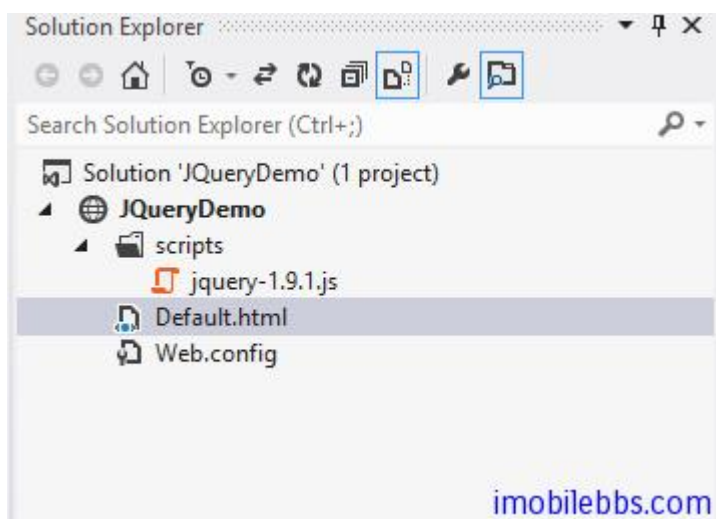 Solution Explorer
Search Solution Explorer (Ctrl+;)
Solution 'JQueryDemo' (1 project)
JQueryDemo
scripts
jquery-1.9.1.js
Default.html
Web.config
imobilebbs.com